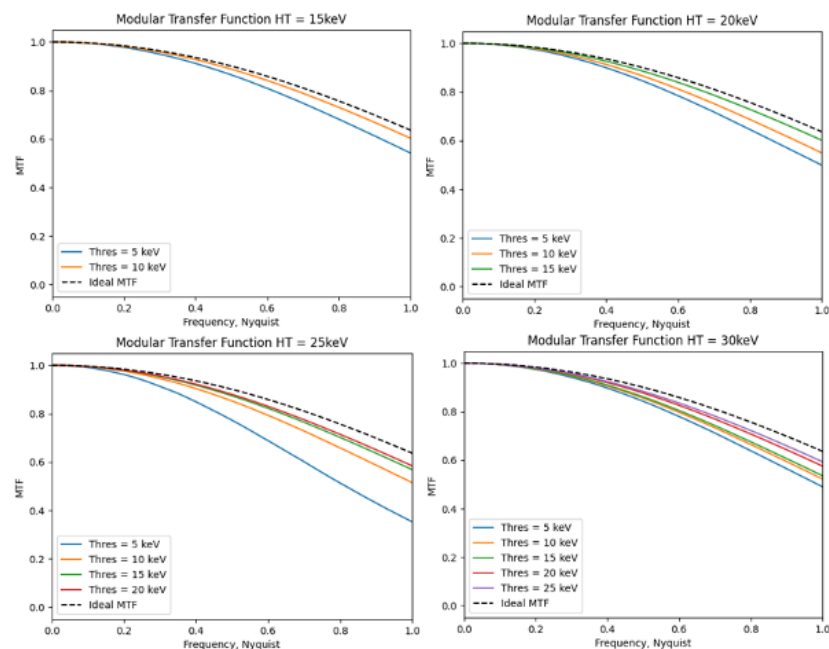 Modular Transfer Function HT = 15keV
1.0
0.8
0.6
0.4
0.2
0.0
MTF
Thres = 5 keV
Thres = 10 keV
Ideal MTF
0.0 0.2 0.4 0.6 0.8 1.0
Frequency, Nyquist
Modular Transfer Function HT = 20keV
1.0
0.8
0.6
0.4
0.2
0.0
MTF
Thres = 5 keV
Thres = 10 keV
Thres = 15 keV
Ideal MTF
0.0 0.2 0.4 0.6 0.8 1.0
Frequency, Nyquist
Modular Transfer Function HT = 25keV
1.0
0.8
0.6
0.4
0.2
0.0
MTF
Thres = 5 keV
Thres = 10 keV
Thres = 15 keV
Thres = 20 keV
Ideal MTF
0.0 0.2 0.4 0.6 0.8 1.0
Frequency, Nyquist
Modular Transfer Function HT = 30keV
1.0
0.8
0.6
0.4
0.2
0.0
MTF
Thres = 5 keV
Thres = 10 keV
Thres = 15 keV
Thres = 20 keV
Thres = 25 keV
Ideal MTF
0.0 0.2 0.4 0.6 0.8 1.0
Frequency, Nyquist